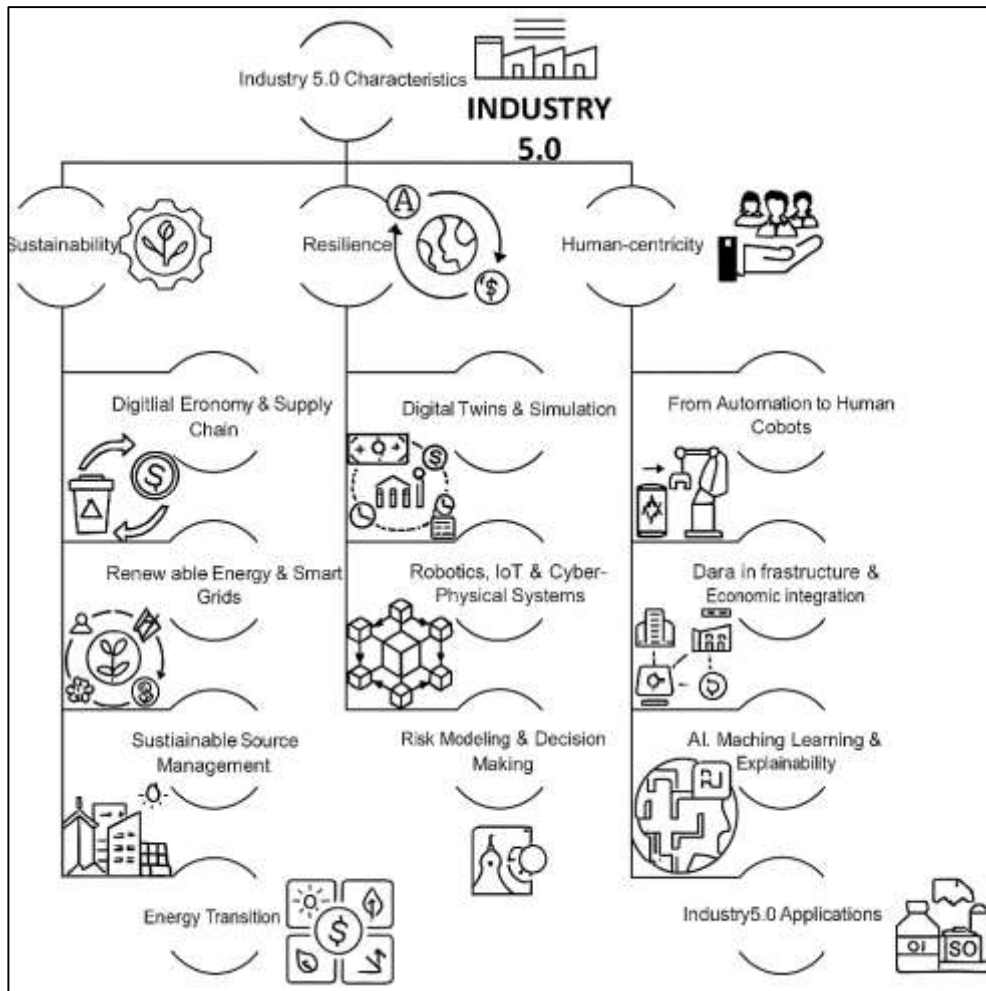 Industry 5.0 Characteristics
INDUSTRY
5.0
Sustainability
Resilience
A
$
Human-centricity
Digitlial Eronomy & Supply
Chain
$
Digital Twins & Simulation
$
From Automation to Human
Cobots
Renew able Energy & Smart
Grids
Robotics, IoT & Cyber-
Physical Systems
Dara in frastructure &
Economic integration
Sustiainable Source
Management
Risk Modeling & Decision
Making
AI. Maching Learning &
Explainability
Energy Transition
$
Industry5.0 Applications
OI
SO